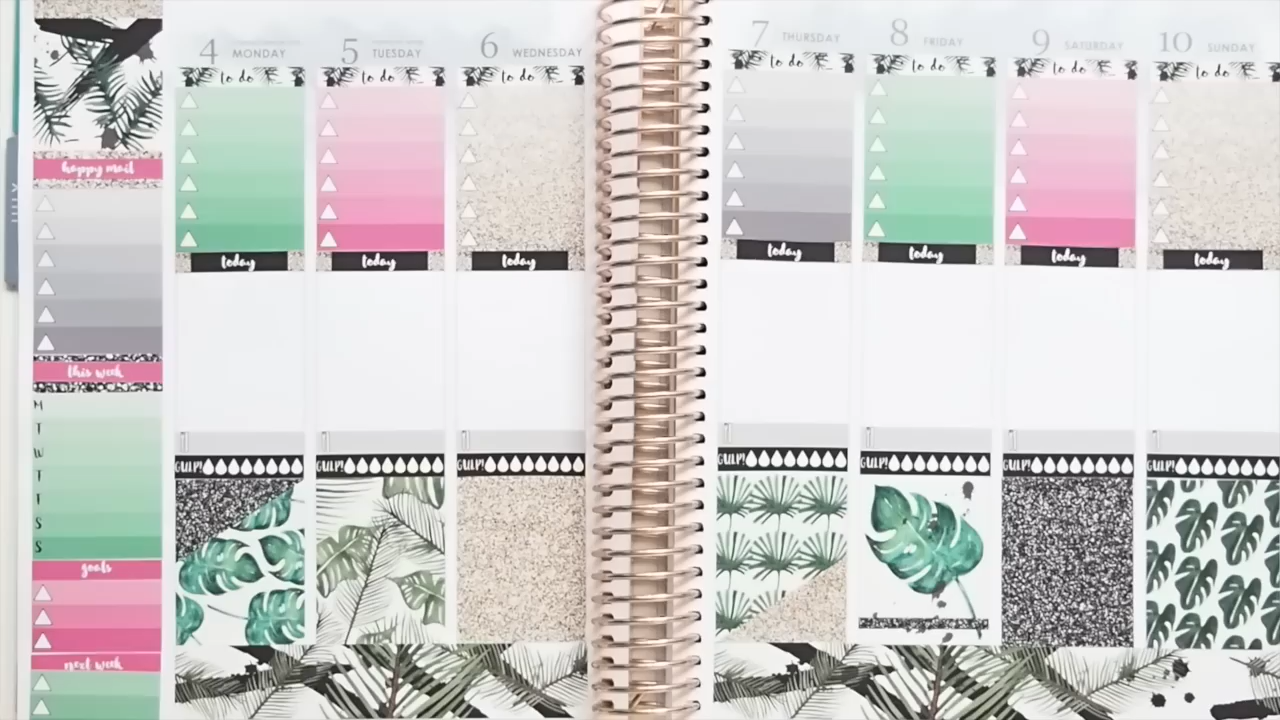 4 MONDAY
5 TUESDAY
6 WEDNESDAY
7 THURSDAY
8 FRIDAY
9 SATURDAY
10 SUNDAY
to do
to do
to do
to do
to do
to do
to do
happy mail
today
today
today
today
today
today
today
this week
M
T
W
T
F
S
S
GULP!
GULP!
GULP!
GULP!
GULP!
GULP!
GULP!
goals
next week